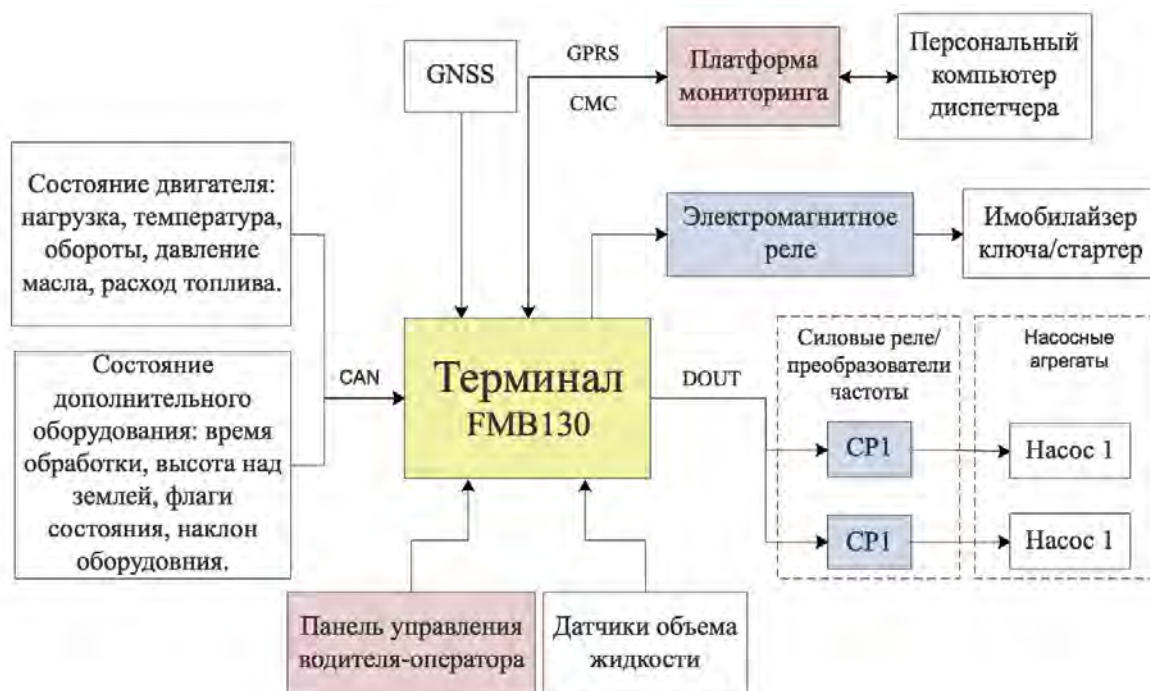 GNSS
GPRS
СМС
Платформа
мониторинга
Персональный
компьютер
диспетчера
Состояние двигателя:
нагрузка, температура,
обороты, давление
масла, расход топлива.
Электромагнитное
реле
Имобилайзер
ключа/стартер
Состояние
дополнительного
оборудования: время
обработки, высота над
землей, флаги
состояния, наклон
оборудовния.
CAN
Терминал
FMB130
DOUT
Силовые реле/
преобразователи
частоты
Насосные
агрегаты
СР1
Насос 1
СР1
Насос 1
Панель управления
водителя-оператора
Датчики объема
жидкости